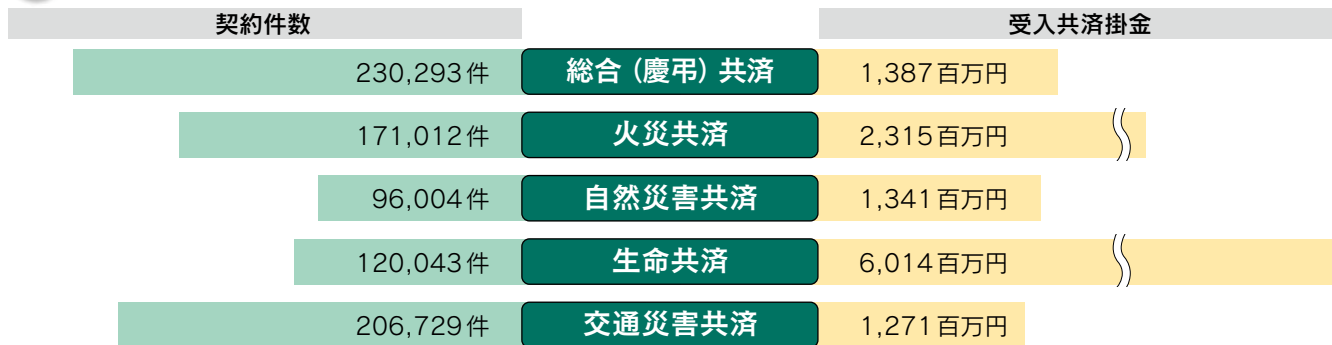 契約件数 受入共済掛金
230,293件 総合（慶弔）共済 1,387百万円
171,012件 火災共済 2,315百万円
96,004件 自然災害共済 1,341百万円
120,043件 生命共済 6,014百万円
206,729件 交通災害共済 1,271百万円